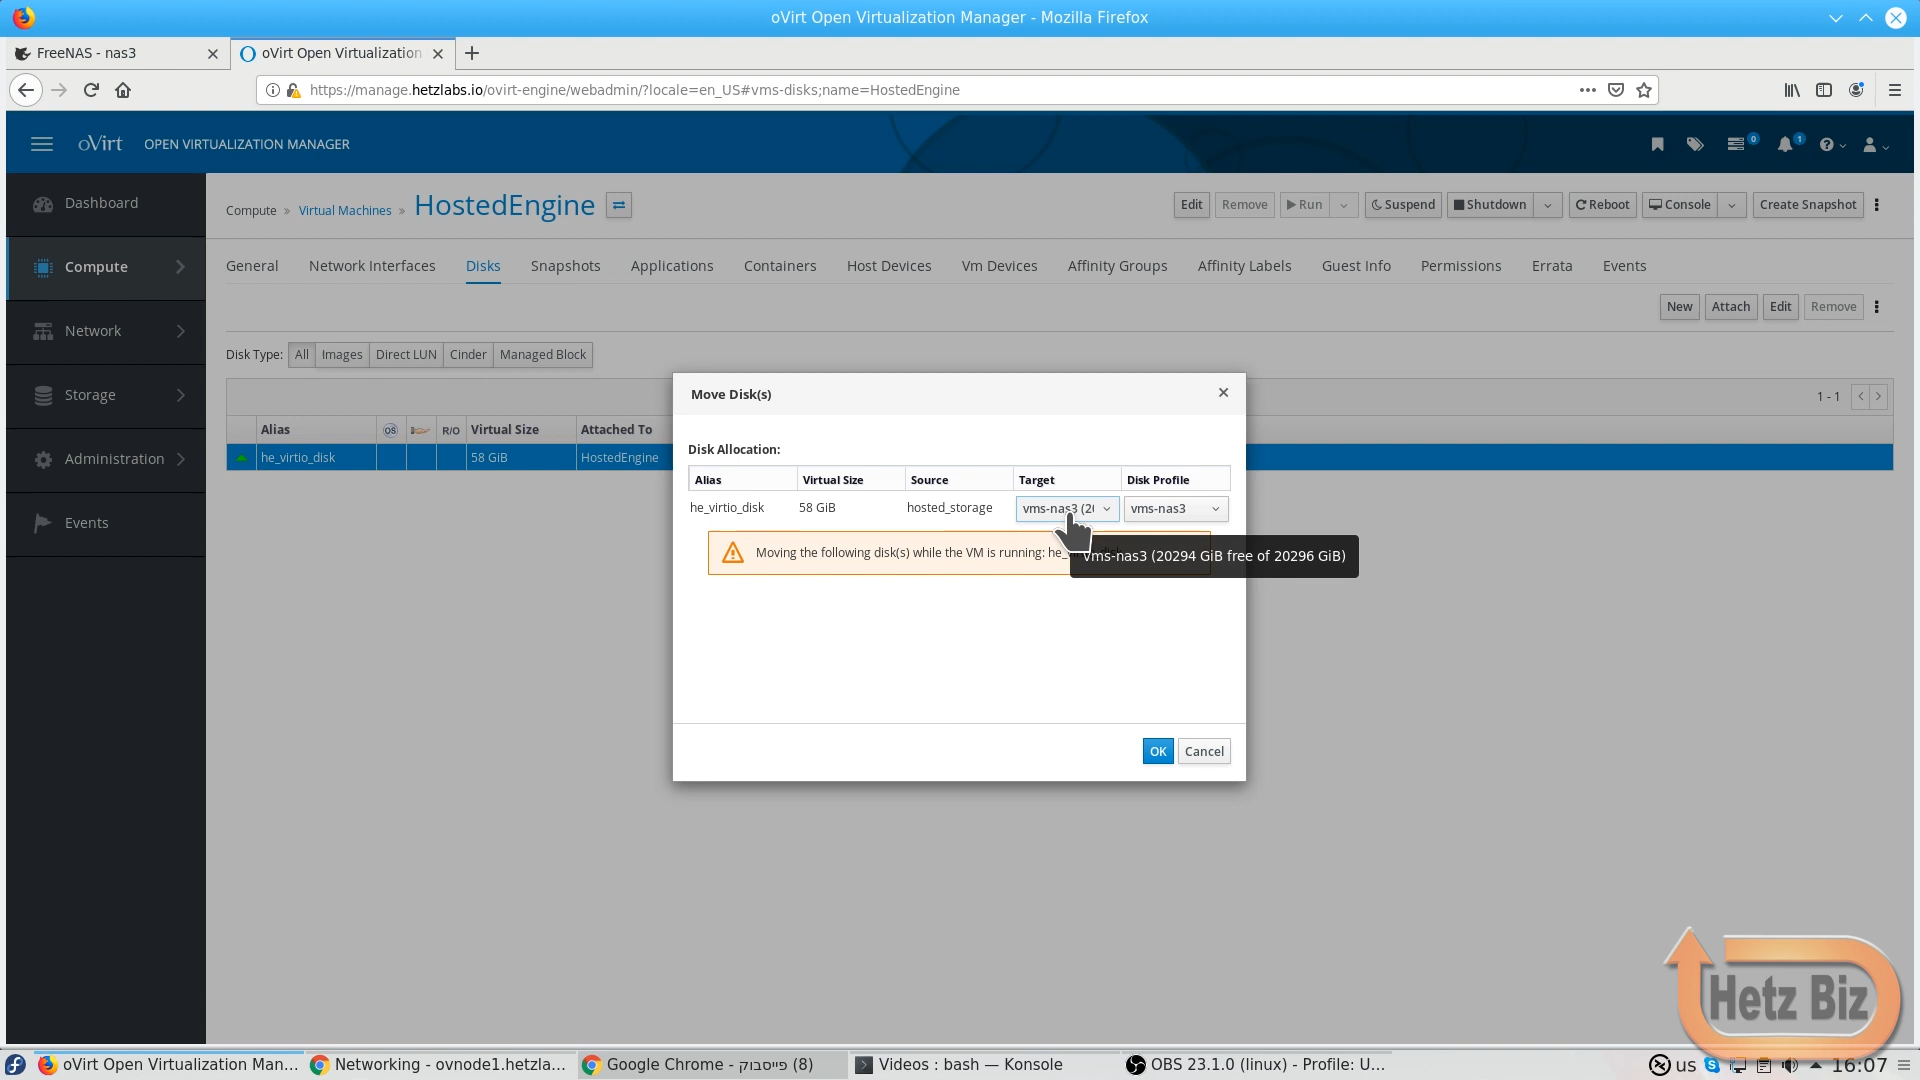 oVirt Open Virtualization Manager - Mozilla Firefox
FreeNAS - nas3
oVirt Open Virtualization
https://manage.hetzlabs.io/ovirt-engine/webadmin/?locale=en_US#vms-disks;name=HostedEngine
oVirt OPEN VIRTUALIZATION MANAGER 0 1
Dashboard
Compute
Network
Storage
Administration
Events
Compute » Virtual Machines » HostedEngine
Edit Remove Run Suspend Shutdown Reboot Console Create Snapshot
General Network Interfaces Disks Snapshots Applications Containers Host Devices Vm Devices Affinity Groups Affinity Labels Guest Info Permissions Errata Events
New Attach Edit Remove
Disk Type: All Images Direct LUN Cinder Managed Block
1 - 1
Alias OS R/O Virtual Size Attached To
he_virtio_disk 58 GiB HostedEngine
Move Disk(s)
Disk Allocation:
Alias Virtual Size Source Target Disk Profile
he_virtio_disk 58 GiB hosted_storage vms-nas3 (20 vms-nas3
Moving the following disk(s) while the VM is running: he_
vms-nas3 (20294 GiB free of 20296 GiB)
OK Cancel
Hetz Biz
oVirt Open Virtualization Man... Networking - ovnode1.hetzla... Google Chrome - פייסבוק (8) Videos : bash — Konsole OBS 23.1.0 (linux) - Profile: U... us 16:07